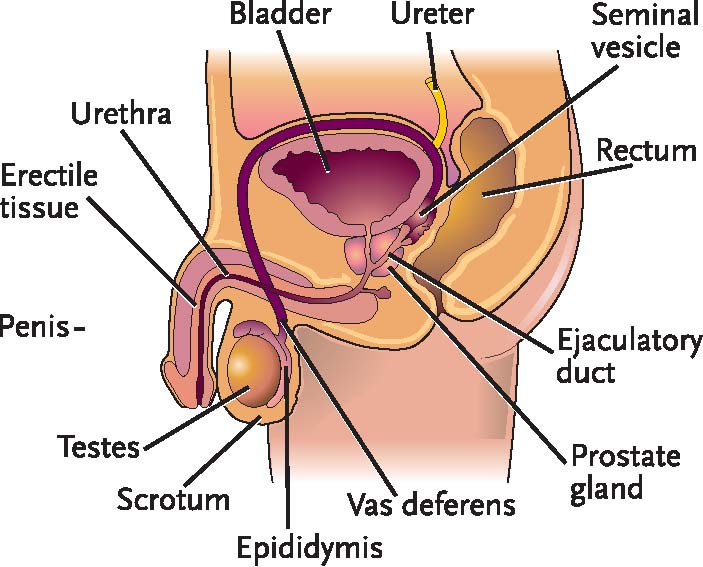 Bladder
Ureter
Seminal
vesicle
Urethra
Rectum
Erectile
tissue
Penis-
Ejaculatory
duct
Testes
Prostate
gland
Scrotum
Vas deferens
Epididymis